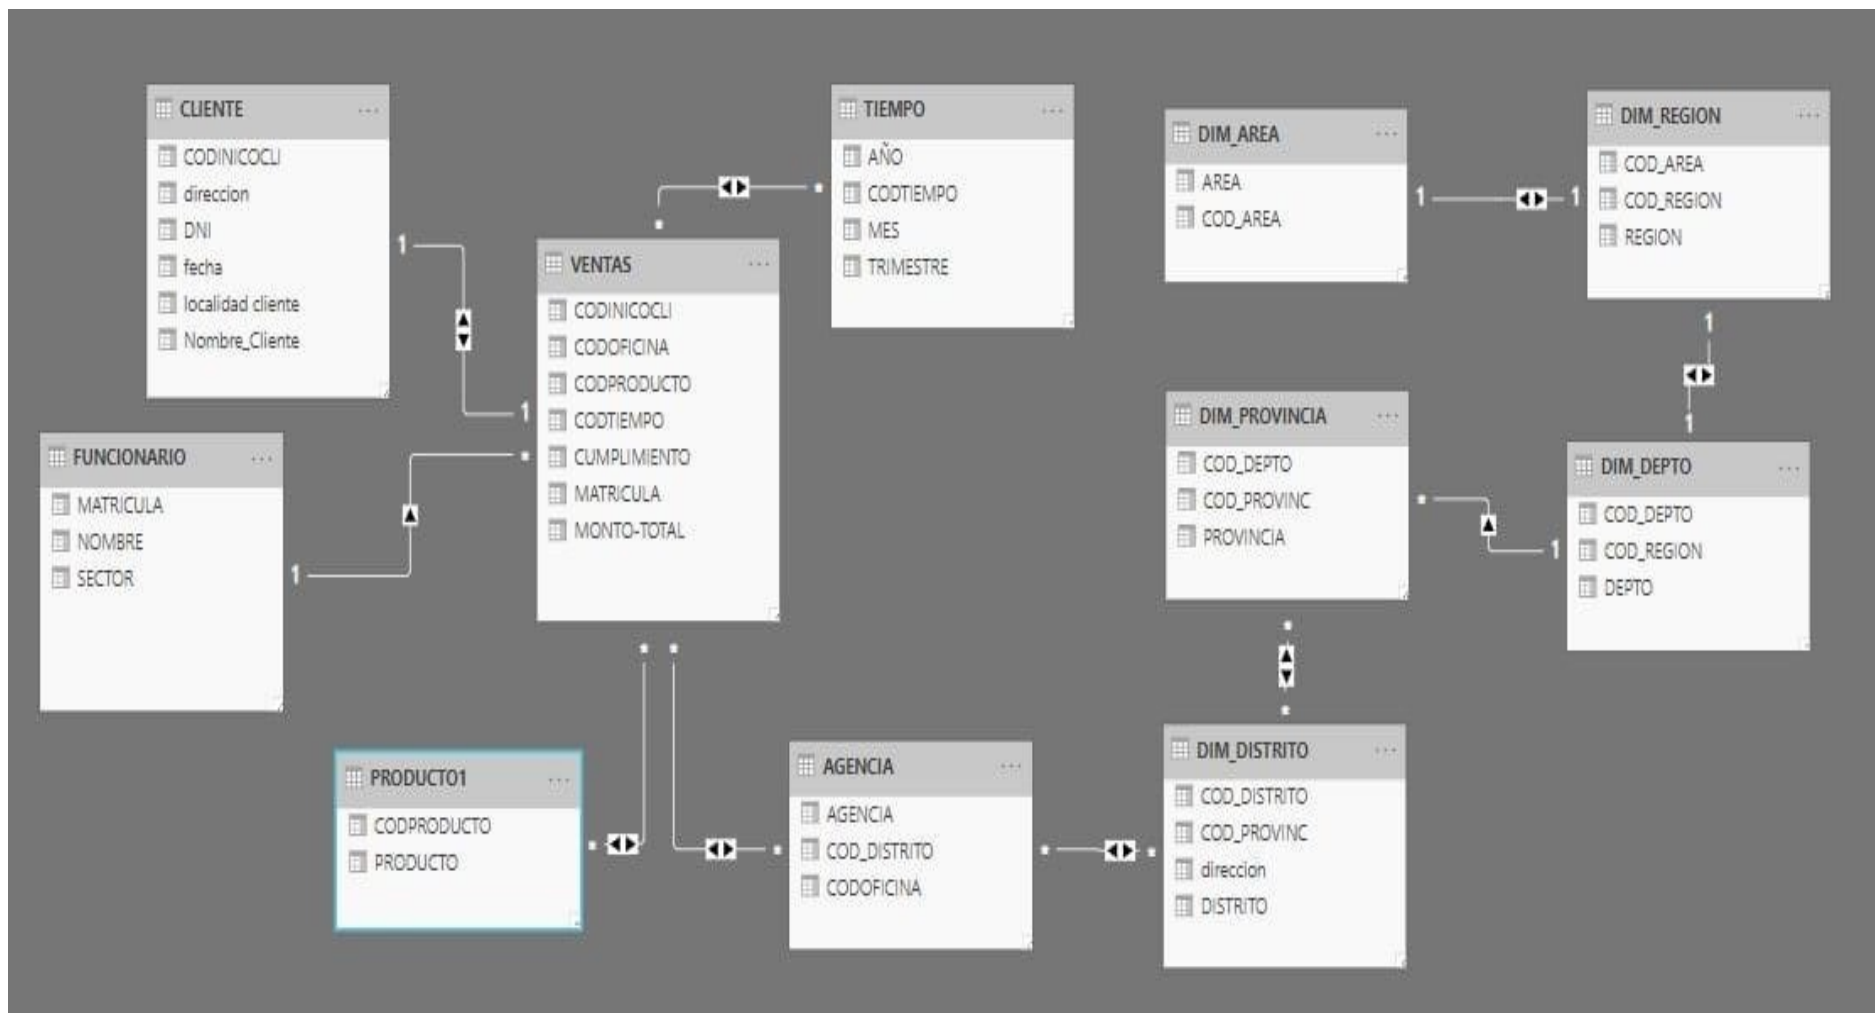 CLIENTE ...
CODINICOCLI
direccion
DNI
fecha
localidad cliente
Nombre_Cliente
TIEMPO ...
AÑO
CODTIEMPO
MES
TRIMESTRE
DIM_AREA ...
AREA
COD_AREA
DIM_REGION ...
COD_AREA
COD_REGION
REGION
1
1
1
1
*
*
VENTAS ...
CODINICOCLI
CODOFICINA
CODPRODUCTO
CODTIEMPO
CUMPLIMIENTO
MATRICULA
MONTO-TOTAL
FUNCIONARIO ...
MATRICULA
NOMBRE
SECTOR
1
*
DIM_PROVINCIA ...
COD_DEPTO
COD_PROVINC
PROVINCIA
1
1
DIM_DEPTO ...
COD_DEPTO
COD_REGION
DEPTO
*
1
*
*
PRODUCTO1 ...
CODPRODUCTO
PRODUCTO
*
*
AGENCIA ...
AGENCIA
COD_DISTRITO
CODOFICINA
*
*
DIM_DISTRITO ...
COD_DISTRITO
COD_PROVINC
direccion
DISTRITO
*
*